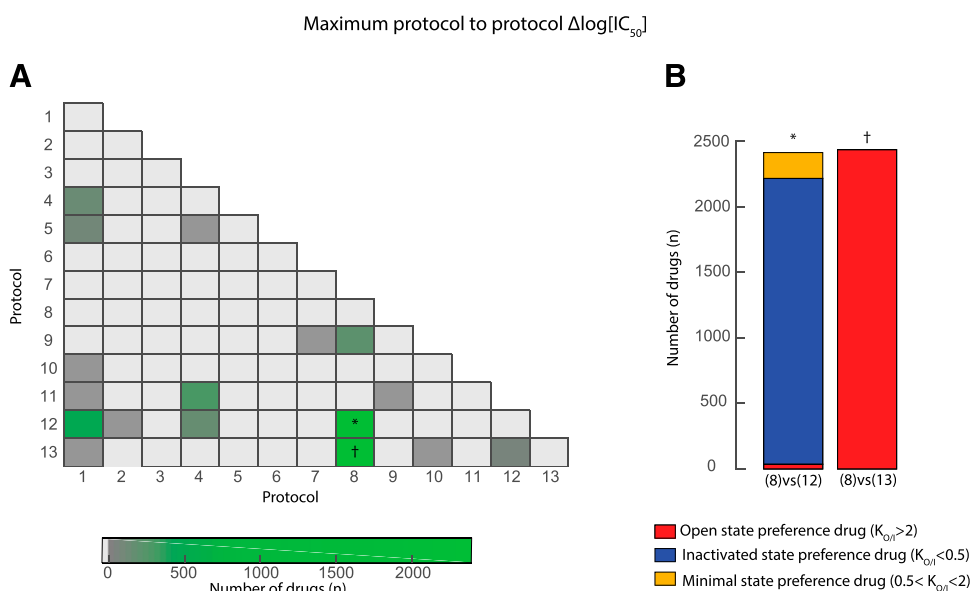 Maximum protocol to protocol Δlog[IC50]
A
B
1
2
3
4
5
6
7
8
9
10
11
12
13
Protocol
*
†
1 2 3 4 5 6 7 8 9 10 11 12 13
Protocol
0 500 1000 1500 2000
Number of drugs (n)
* †
2500
2000
1500
1000
500
0
Number of drugs (n)
(8)vs(12) (8)vs(13)
Open state preference drug (KO/I>2)
Inactivated state preference drug (KO/I<0.5)
Minimal state preference drug (0.5< KO/I<2)